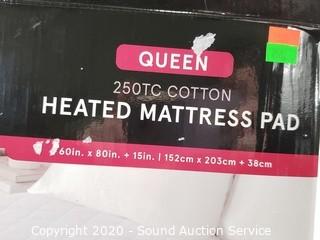 QUEEN
250TC COTTON
HEATED MATTRESS PAD
60in. x 80in. + 15in. | 152cm x 203cm + 38cm
Copyright 2020 - Sound Auction Service